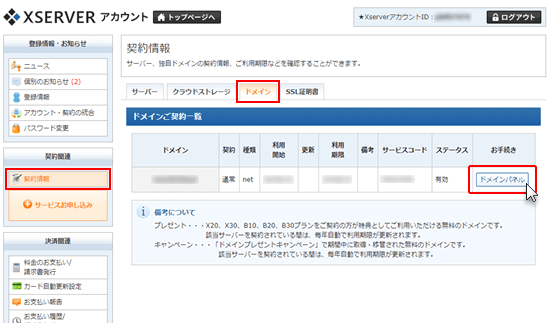 XSERVER アカウント
トップページへ
★XserverアカウントID：
ログアウト
登録情報・お知らせ
ニュース
個別のお知らせ (2)
登録情報
アカウント・契約の統合
パスワード変更
契約関連
契約情報
サービスお申し込み
決済関連
料金のお支払い/
請求書発行
カード自動更新設定
お支払い報告
お支払い履歴/
契約情報
サーバー、独自ドメインの契約情報、ご利用期限などを確認することができます。
サーバー クラウドストレージ ドメイン SSL証明書
ドメインご契約一覧
ドメイン 契約 種類 利用開始 更新 利用期限 備考 サービスコード ステータス お手続き
通常 net 有効 ドメインパネル
備考について
プレゼント・・・X20、X30、B10、B20、B30プランをご契約の方が特典としてご利用いただける無料のドメインです。
該当サーバーを契約されている間は、毎年自動で利用期限が更新されます。
キャンペーン・・・「ドメインプレゼントキャンペーン」で期間中に取得・移管された無料のドメインです。
該当サーバーを契約されている間は、毎年自動で利用期限が更新されます。